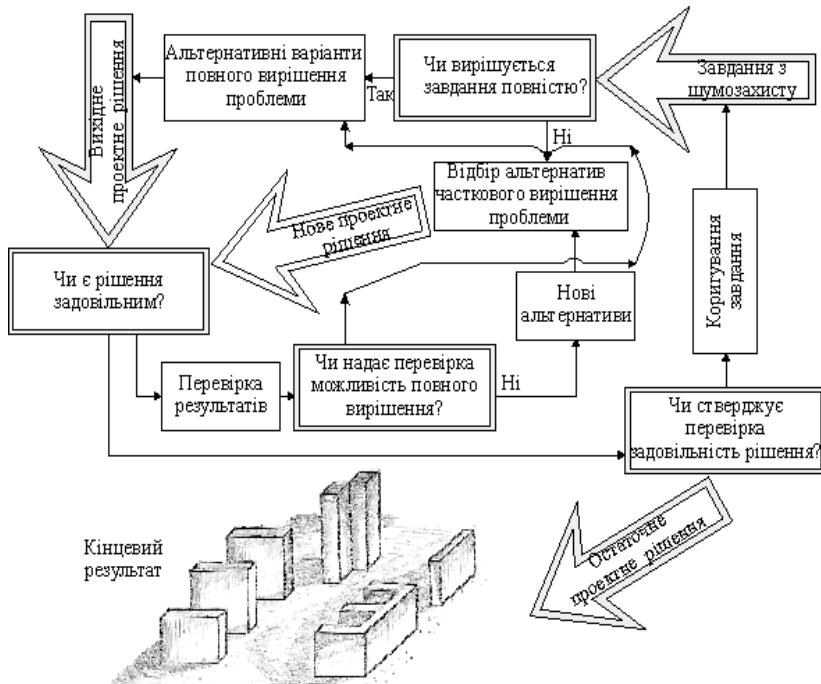 Вихідне
проектне рішення
Альтернативні варіанти
повного вирішення
проблеми
Так
Чи вирішується
завдання повністю?
Завдання з
шумозахисту
Ні
Відбір альтернатив
часткового вирішення
проблеми
Нове проектне
рішення
Чи є рішення
задовільним?
Нові
альтернативи
Коригування
завдання
Перевірка
результатів
Чи надає перевірка
можливість повного
вирішення?
Ні
Чи стверджує
перевірка
задовільність рішення?
Кінцевий
результат
Остаточне
проектне рішення